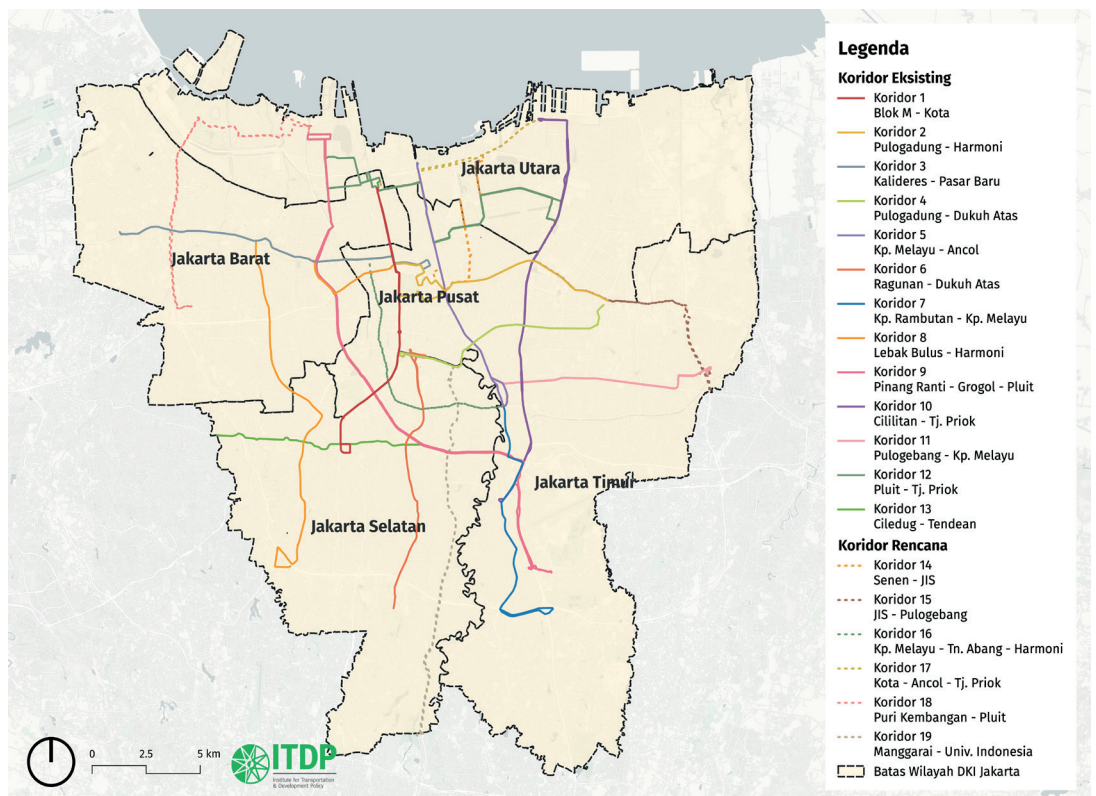 Jakarta Utara
Jakarta Barat
Jakarta Pusat
Jakarta Timur
Jakarta Selatan
0 2.5 5 km
ITDP
Institute for Transportation
& Development Policy
Legenda
Koridor Eksisting
Koridor 1
Blok M - Kota
Koridor 2
Pulogadung - Harmoni
Koridor 3
Kalideres - Pasar Baru
Koridor 4
Pulogadung - Dukuh Atas
Koridor 5
Kp. Melayu - Ancol
Koridor 6
Ragunan - Dukuh Atas
Koridor 7
Kp. Rambutan - Kp. Melayu
Koridor 8
Lebak Bulus - Harmoni
Koridor 9
Pinang Ranti - Grogol - Pluit
Koridor 10
Cililitan - Tj. Priok
Koridor 11
Pulogebang - Kp. Melayu
Koridor 12
Pluit - Tj. Priok
Koridor 13
Ciledug - Tendean
Koridor Rencana
Koridor 14
Senen - JIS
Koridor 15
JIS - Pulogebang
Koridor 16
Kp. Melayu - Tn. Abang - Harmoni
Koridor 17
Kota - Ancol - Tj. Priok
Koridor 18
Puri Kembangan - Pluit
Koridor 19
Manggarai - Univ. Indonesia
Batas Wilayah DKI Jakarta